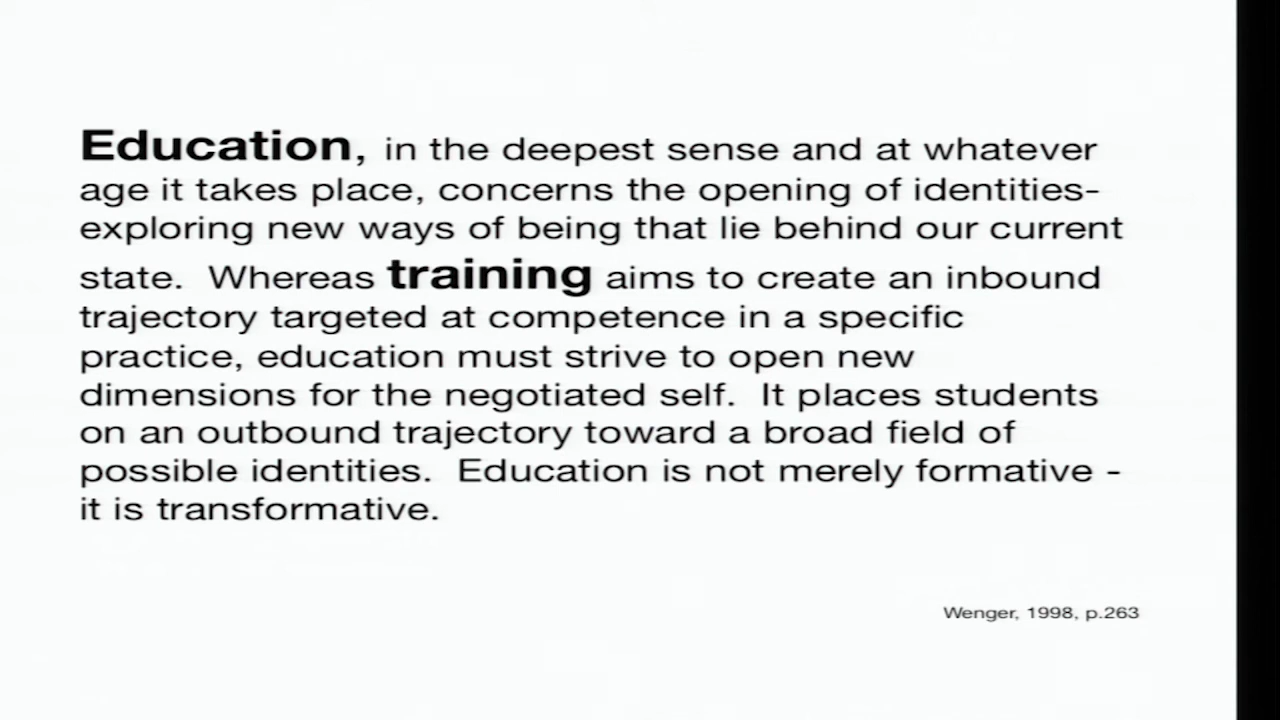 Education, in the deepest sense and at whatever
age it takes place, concerns the opening of identities-
exploring new ways of being that lie behind our current
state.  Whereas training aims to create an inbound
trajectory targeted at competence in a specific
practice, education must strive to open new
dimensions for the negotiated self.  It places students
on an outbound trajectory toward a broad field of
possible identities.  Education is not merely formative -
it is transformative.
Wenger, 1998, p.263